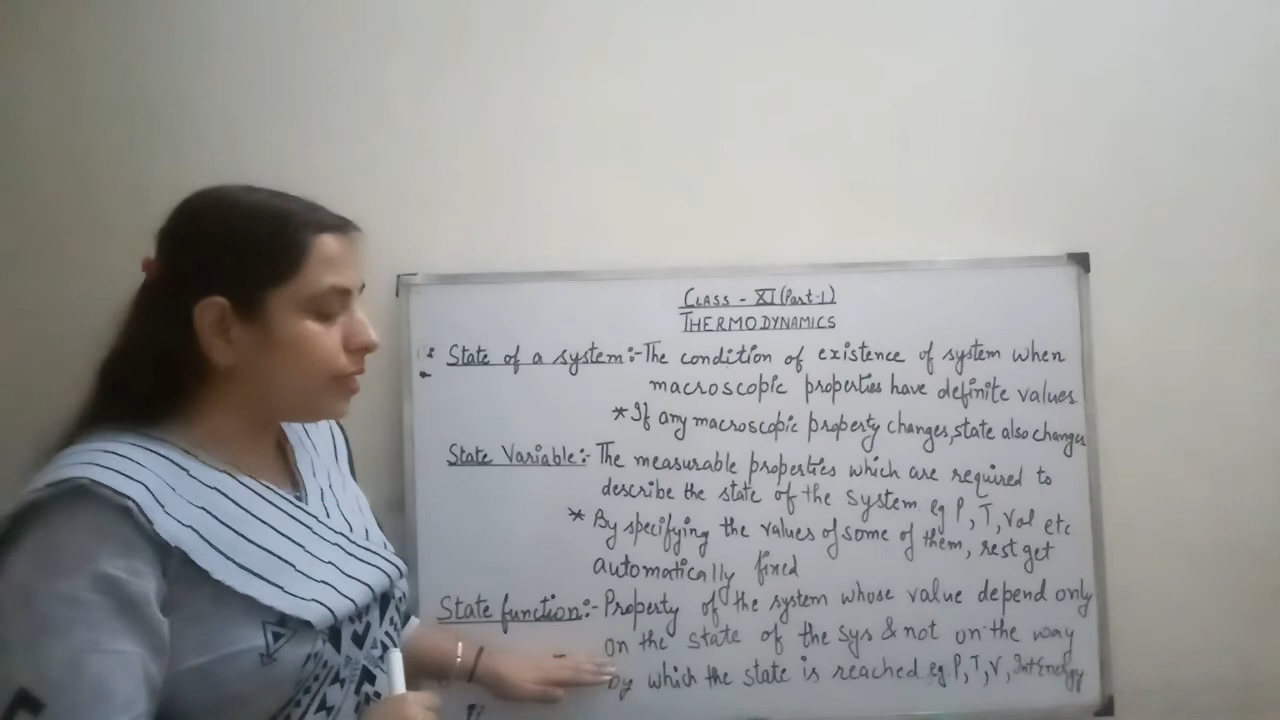 CLASS - XI (Part-1)
THERMODYNAMICS
State of a system:- The condition of existence of system when
macroscopic properties have definite values.
* If any macroscopic property changes, state also changes
State Variable:- The measurable properties which are required to
describe the state of the system eg P, T, Vol etc
* By specifying the values of some of them, rest get
automatically fixed
State function:- Property of the system whose value depend only
on the state of the sys & not on the way
by which the state is reached eg P, T, V, Int Energy